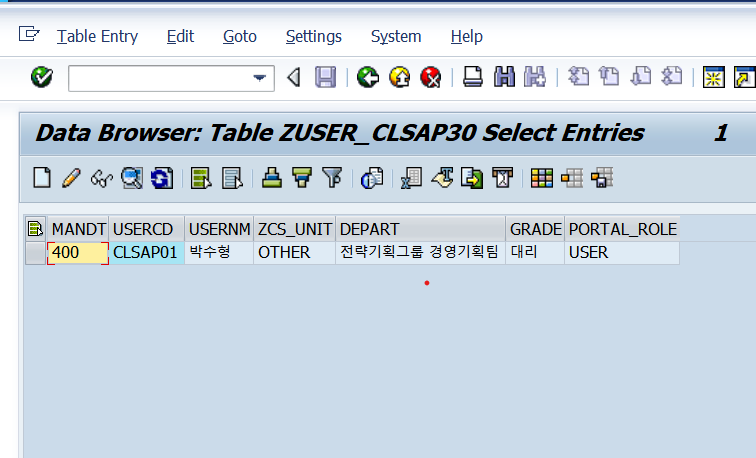 Table Entry Edit Goto Settings System Help
Data Browser: Table ZUSER_CLSAP30 Select Entries 1
MANDT USERCD USERNM ZCS_UNIT DEPART GRADE PORTAL_ROLE
400 CLSAP01 박수형 OTHER 전략기획그룹 경영기획팀 대리 USER